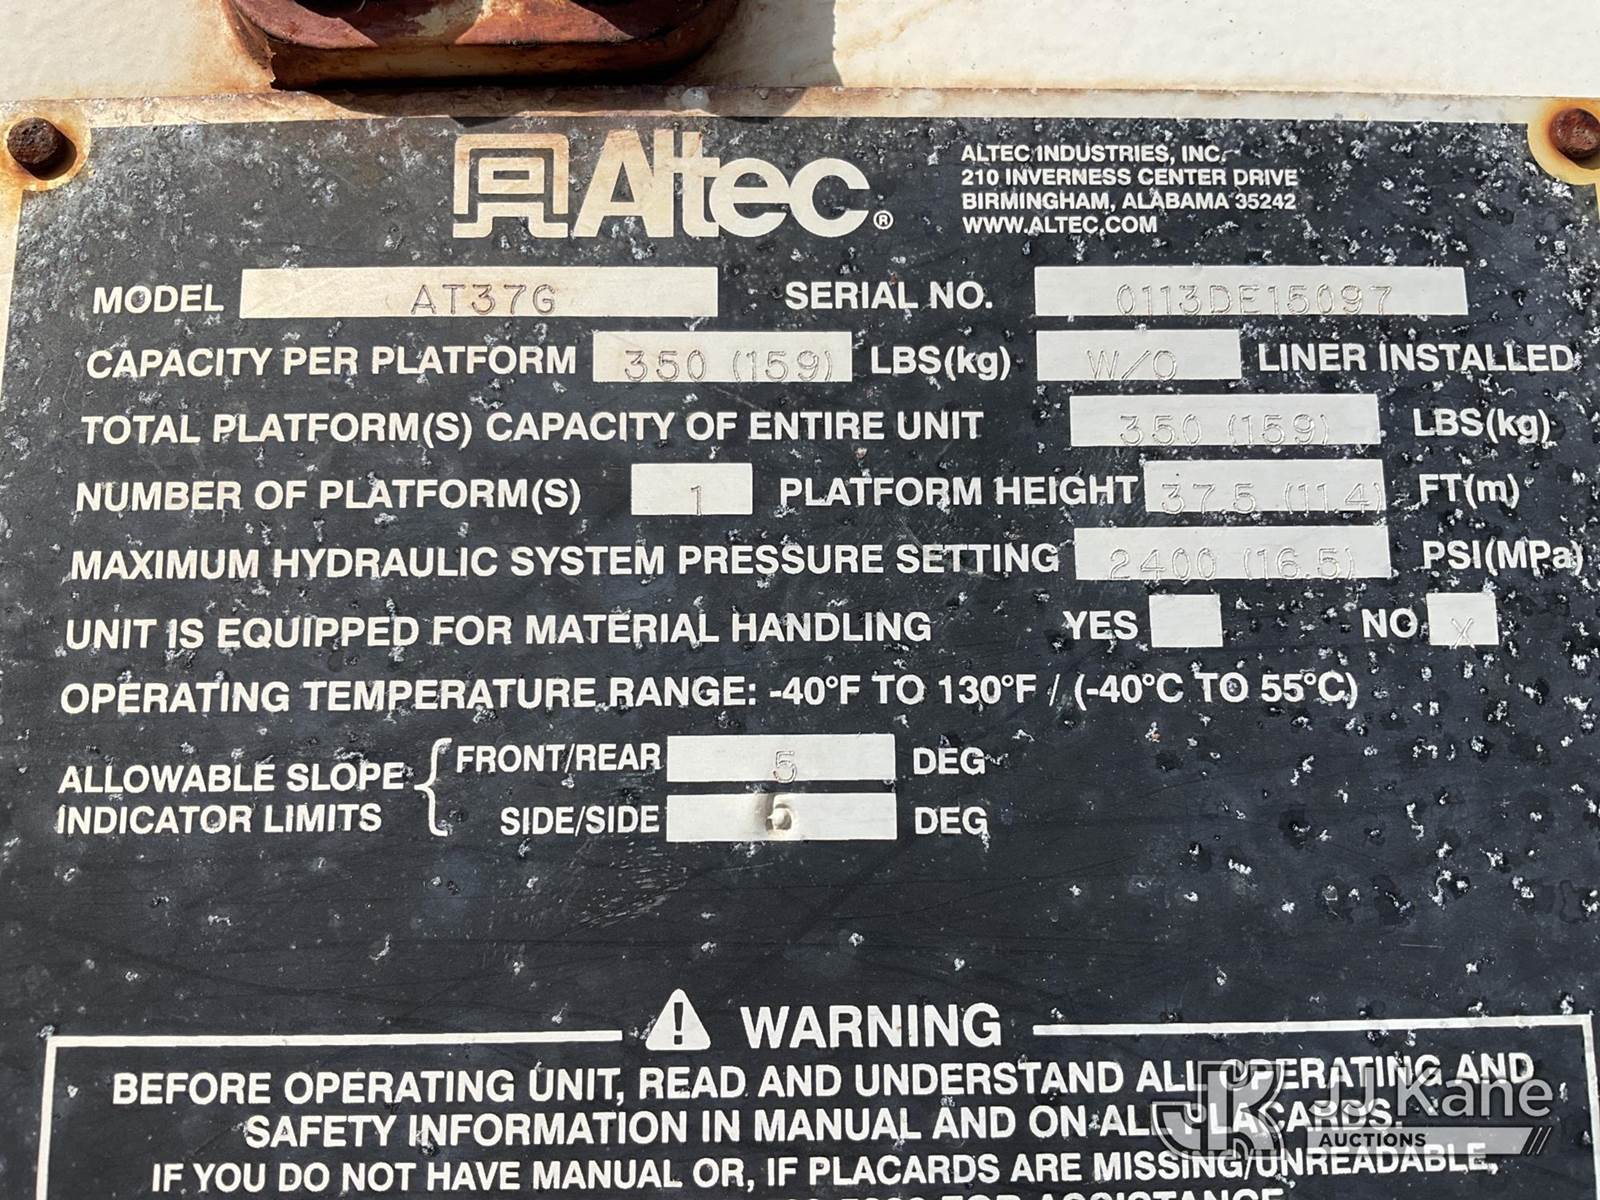 Altec®
ALTEC INDUSTRIES, INC.
210 INVERNESS CENTER DRIVE
BIRMINGHAM, ALABAMA 35242
WWW.ALTEC.COM
MODEL AT37G SERIAL NO. 0113DE15097
CAPACITY PER PLATFORM 350 (159) LBS(kg) W/O LINER INSTALLED
TOTAL PLATFORM(S) CAPACITY OF ENTIRE UNIT 350 (159) LBS(kg)
NUMBER OF PLATFORM(S) 1 PLATFORM HEIGHT 37.5 (11.4) FT(m)
MAXIMUM HYDRAULIC SYSTEM PRESSURE SETTING 2400 (16.5) PSI(MPa)
UNIT IS EQUIPPED FOR MATERIAL HANDLING YES NO X
OPERATING TEMPERATURE RANGE: -40°F TO 130°F / (-40°C TO 55°C)
ALLOWABLE SLOPE INDICATOR LIMITS
FRONT/REAR 5 DEG
SIDE/SIDE 5 DEG
WARNING
BEFORE OPERATING UNIT, READ AND UNDERSTAND ALL OPERATING AND
SAFETY INFORMATION IN MANUAL AND ON ALL PLACARDS.
IF YOU DO NOT HAVE MANUAL OR, IF PLACARDS ARE MISSING/UNREADABLE,
FOR ASSISTANCE
JK JJ Kane
AUCTIONS